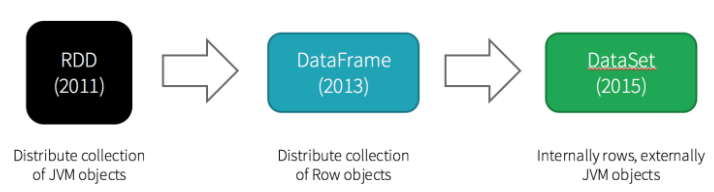 RDD
(2011)
DataFrame
(2013)
DataSet
(2015)
Distribute collection
of JVM objects
Distribute collection
of Row objects
Internally rows, externally
JVM objects